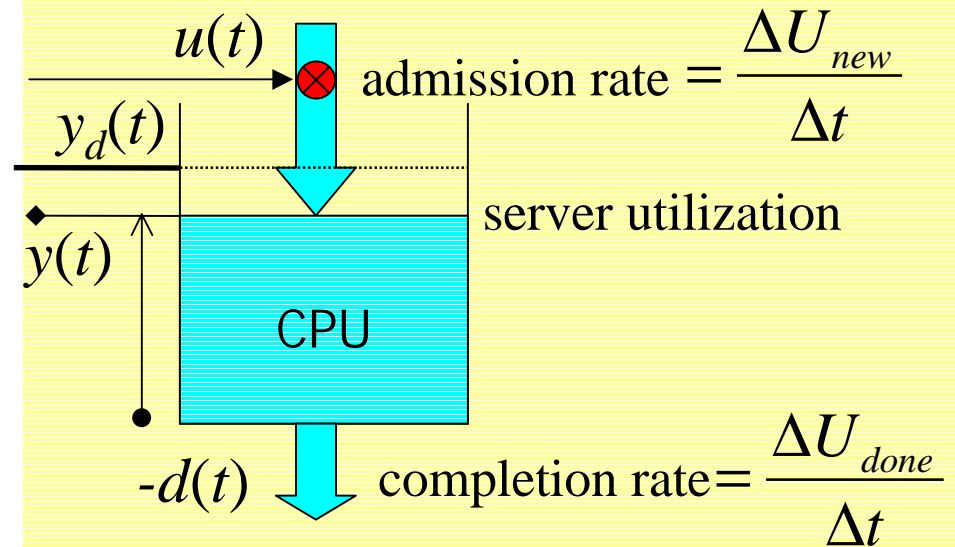 u(t)
admission rate = ΔU_new / Δt
y_d(t)
server utilization
y(t)
CPU
-d(t)
completion rate = ΔU_done / Δt